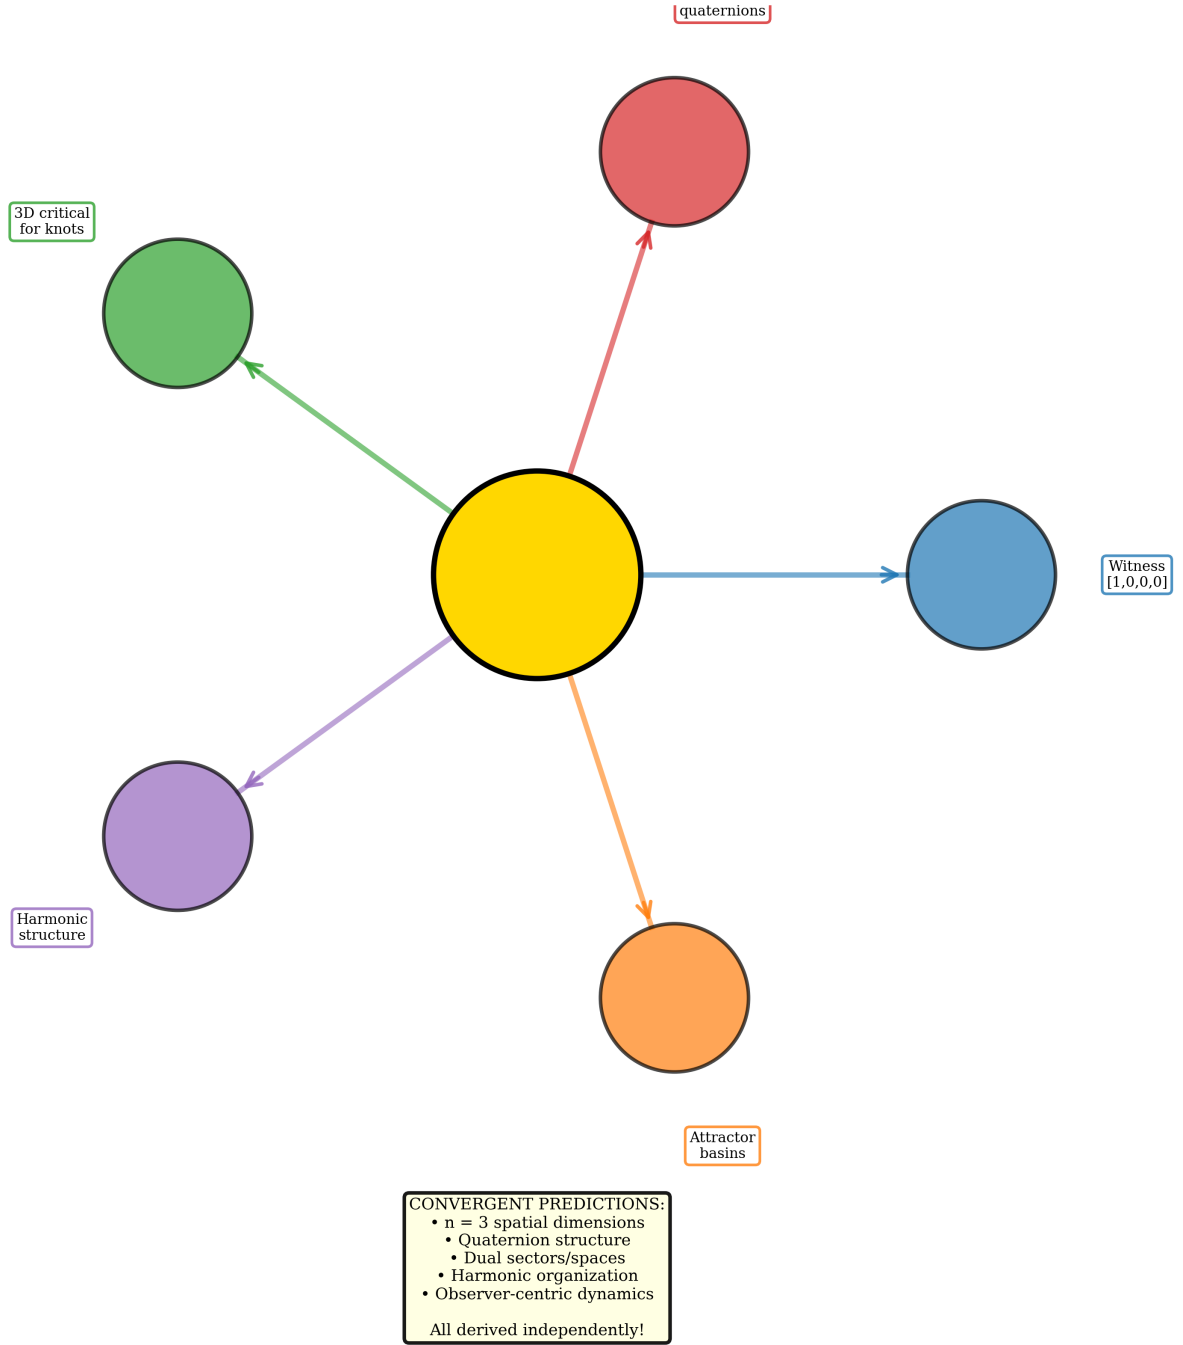 quaternions
3D critical
for knots
Witness
[1,0,0,0]
Harmonic
structure
Attractor
basins
CONVERGENT PREDICTIONS:
• n = 3 spatial dimensions
• Quaternion structure
• Dual sectors/spaces
• Harmonic organization
• Observer-centric dynamics
All derived independently!